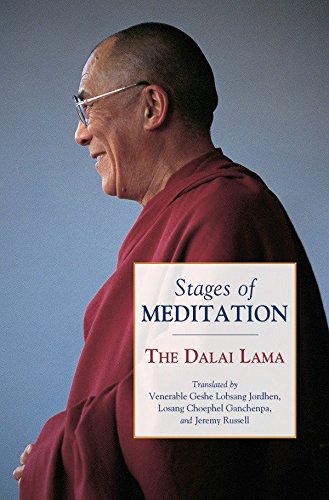 Stages of
MEDITATION
THE DALAI LAMA
Translated by
Venerable Geshe Lobsang Jordhen,
Losang Choephel Ganchenpa,
and Jeremy Russell